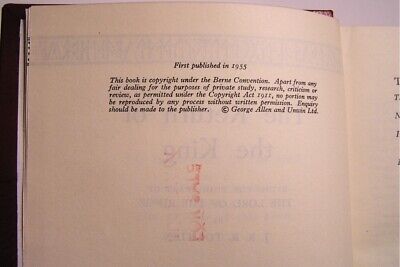 First published in 1955
This book is copyright under the Berne Convention. Apart from any
fair dealing for the purposes of private study, research, criticism or
review, as permitted under the Copyright Act 1911, no portion may
be reproduced by any process without written permission. Enquiry
should be made to the publisher. © George Allen and Unwin Ltd.
the King